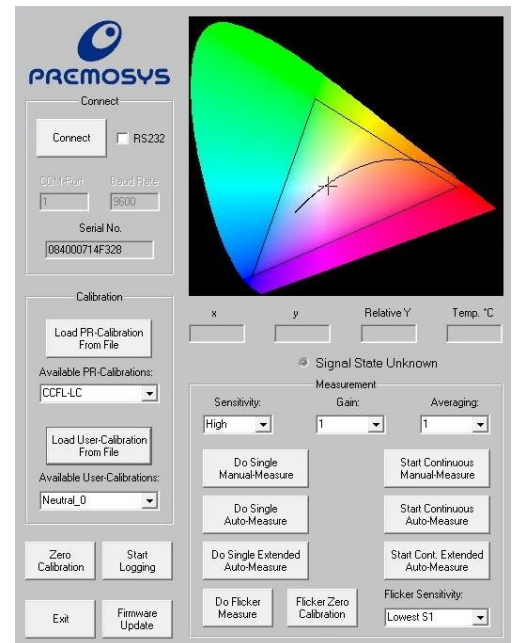 PREMOSYS
Connect
Connect
RS232
COM-Port
Baud Rate
1
9600
Serial No.
084000714F328
Calibration
Load PR-Calibration
From File
Available PR-Calibrations:
CCFL-LC
Load User-Calibration
From File
Available User-Calibrations:
Neutral_0
Zero
Calibration
Start
Logging
Exit
Firmware
Update
x
y
Relative Y
Temp. °C
Signal State Unknown
Measurement
Sensitivity:
Gain:
Averaging:
High
1
1
Do Single
Manual-Measure
Start Continuous
Manual-Measure
Do Single
Auto-Measure
Start Continuous
Auto-Measure
Do Single Extended
Auto-Measure
Start Cont. Extended
Auto-Measure
Do Flicker
Measure
Flicker Zero
Calibration
Flicker Sensitivity:
Lowest S1